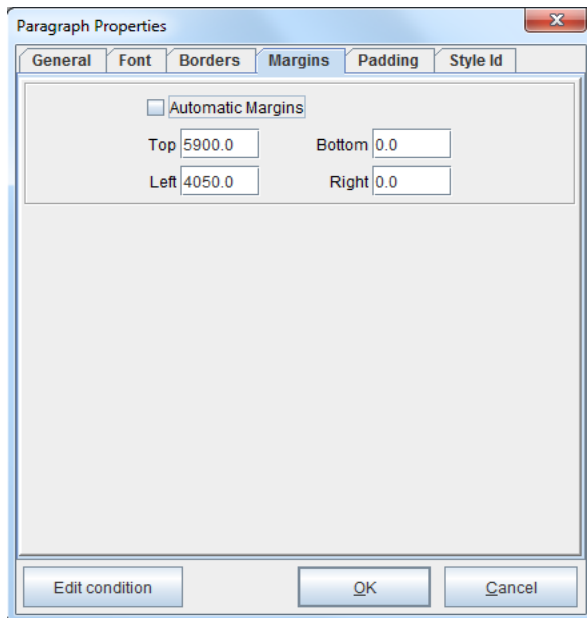 Paragraph Properties
General Font Borders Margins Padding Style Id
Automatic Margins
Top 5900.0 Bottom 0.0
Left 4050.0 Right 0.0
Edit condition OK Cancel